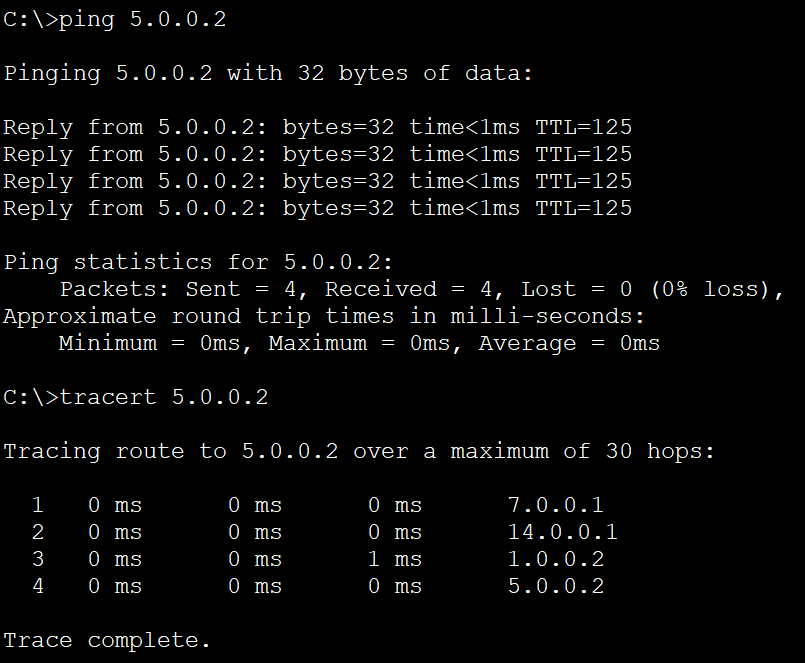 C:\>ping 5.0.0.2
Pinging 5.0.0.2 with 32 bytes of data:
Reply from 5.0.0.2: bytes=32 time<1ms TTL=125
Reply from 5.0.0.2: bytes=32 time<1ms TTL=125
Reply from 5.0.0.2: bytes=32 time<1ms TTL=125
Reply from 5.0.0.2: bytes=32 time<1ms TTL=125
Ping statistics for 5.0.0.2:
    Packets: Sent = 4, Received = 4, Lost = 0 (0% loss),
Approximate round trip times in milli-seconds:
    Minimum = 0ms, Maximum = 0ms, Average = 0ms
C:\>tracert 5.0.0.2
Tracing route to 5.0.0.2 over a maximum of 30 hops:
  1   0 ms      0 ms      0 ms      7.0.0.1
  2   0 ms      0 ms      0 ms      14.0.0.1
  3   0 ms      0 ms      1 ms      1.0.0.2
  4   0 ms      0 ms      0 ms      5.0.0.2
Trace complete.